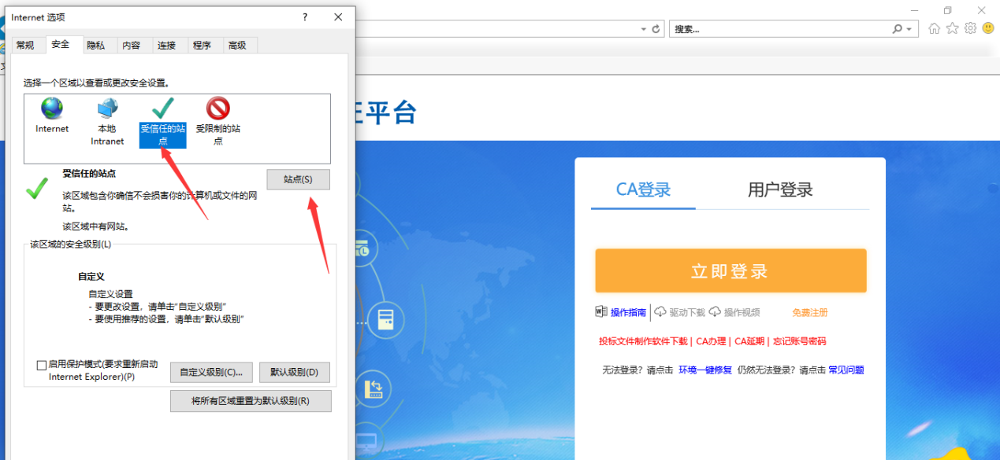 Internet 选项
?
搜索...
常规
安全
隐私
内容
连接
程序
高级
选择一个区域以查看或更改安全设置。
Internet
本地
Intranet
受信任的站
点
受限制的站
点
受信任的站点
站点(S)
该区域包含你确信不会损害你的计算机或文件的网
站。
该区域中有网站。
该区域的安全级别(L)
自定义
自定义设置
- 要更改设置，请单击“自定义级别”
- 要使用推荐的设置，请单击“默认级别”
启用保护模式(要求重新启动
Internet Explorer)(P)
自定义级别(C)...
默认级别(D)
将所有区域重置为默认级别(R)
平台
CA登录
用户登录
立即登录
操作指南
驱动下载
操作视频
免费注册
投标文件制作软件下载 | CA办理 | CA延期 | 忘记账号密码
无法登录？请点击 环境一键修复 仍然无法登录？请点击 常见问题